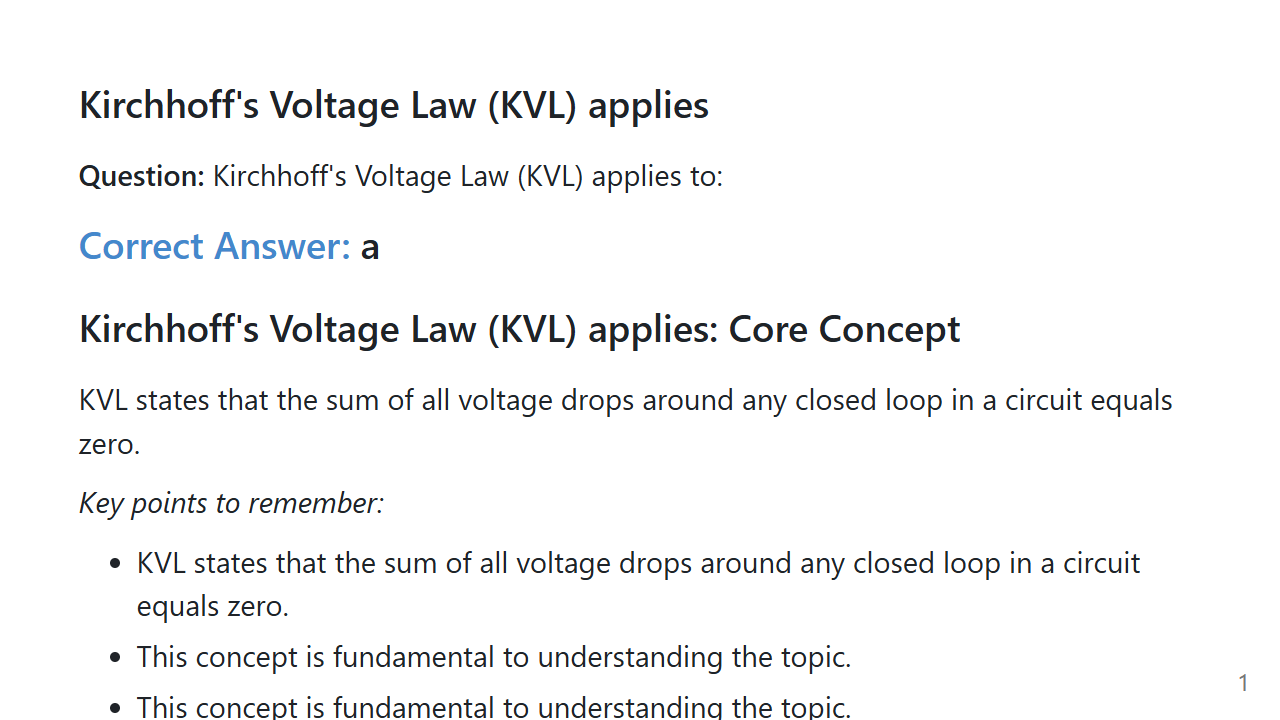 Kirchhoff's Voltage Law (KVL) applies
Question: Kirchhoff's Voltage Law (KVL) applies to:
Correct Answer: a
Kirchhoff's Voltage Law (KVL) applies: Core Concept
KVL states that the sum of all voltage drops around any closed loop in a circuit equals
zero.
Key points to remember:
• KVL states that the sum of all voltage drops around any closed loop in a circuit
equals zero.
• This concept is fundamental to understanding the topic.
• This concept is fundamental to understanding the topic.
1